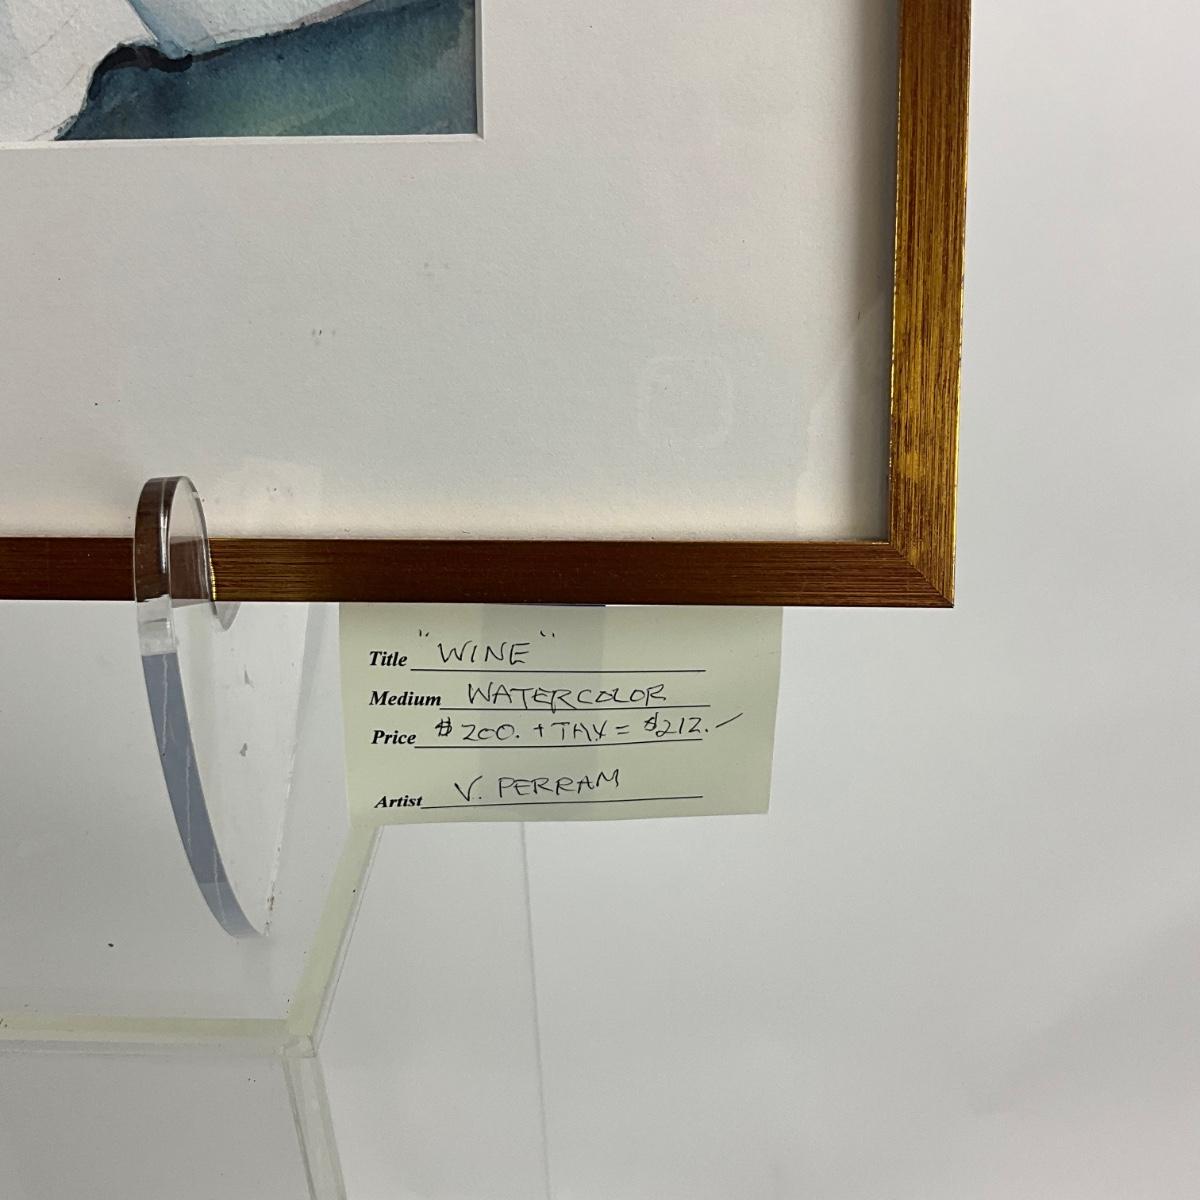 Title "WINE"
Medium WATERCOLOR
Price $200. + TAX = $212.
Artist V. PERRAM